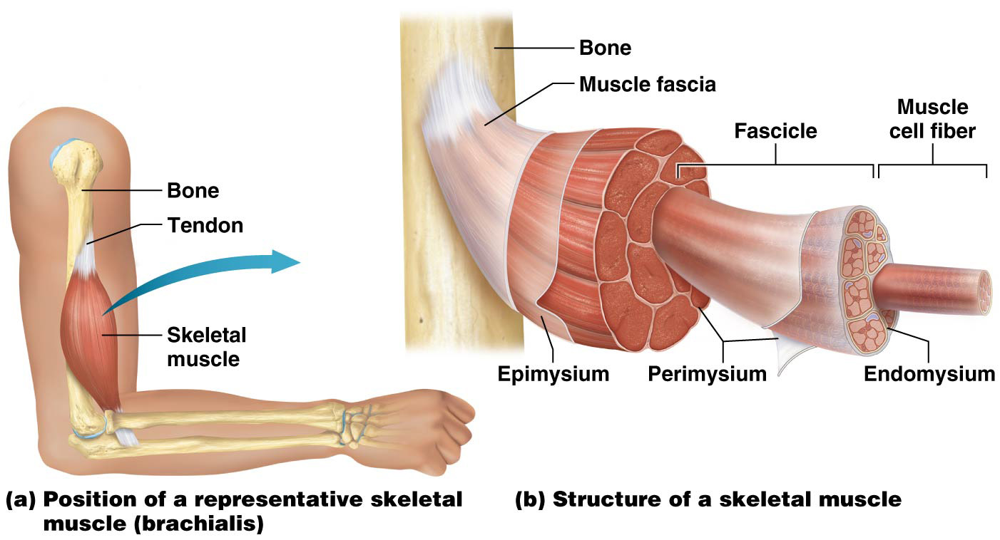 Bone
Tendon
Skeletal
muscle
(a) Position of a representative skeletal
muscle (brachialis)
Bone
Muscle fascia
Fascicle
Muscle
cell fiber
Epimysium
Perimysium
Endomysium
(b) Structure of a skeletal muscle